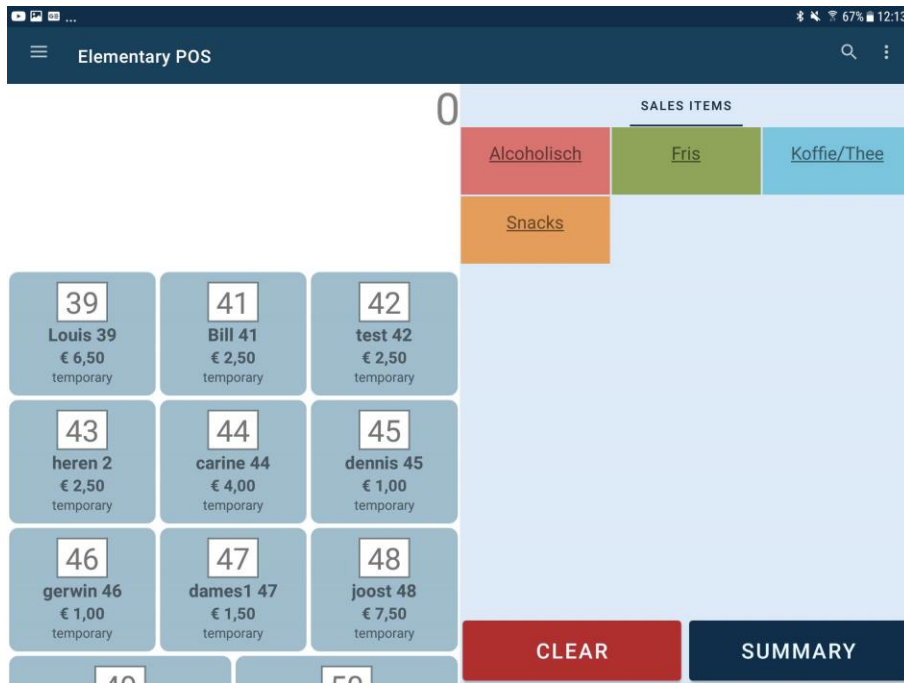 67% 12:13
Elementary POS
0
SALES ITEMS
Alcoholisch
Fris
Koffie/Thee
Snacks
39
Louis 39
€ 6,50
temporary
41
Bill 41
€ 2,50
temporary
42
test 42
€ 2,50
temporary
43
heren 2
€ 2,50
temporary
44
carine 44
€ 4,00
temporary
45
dennis 45
€ 1,00
temporary
46
gerwin 46
€ 1,00
temporary
47
dames1 47
€ 1,50
temporary
48
joost 48
€ 7,50
temporary
49
50
CLEAR
SUMMARY